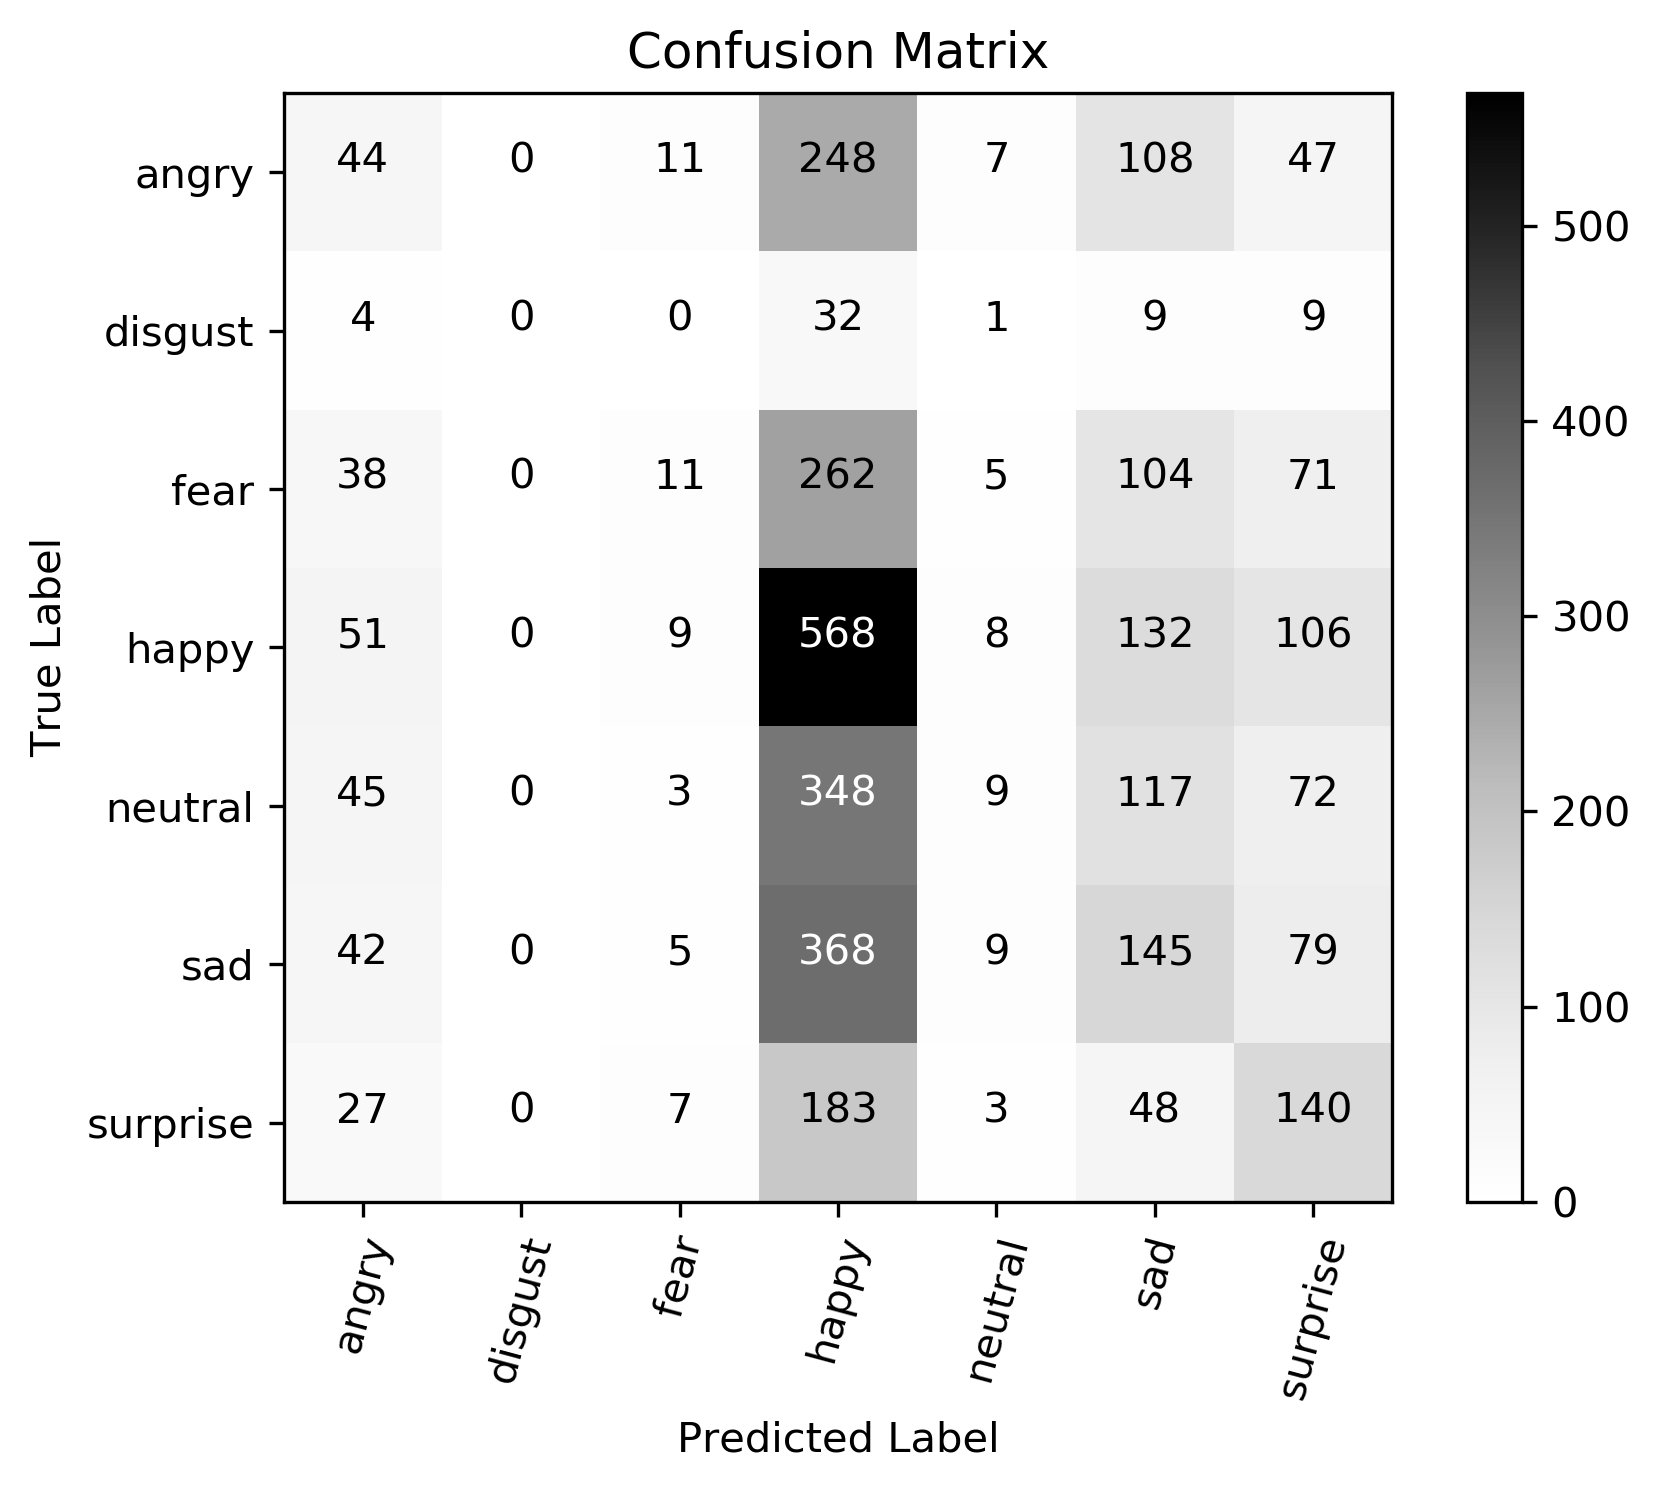 Confusion Matrix
angry 44 0 11 248 7 108 47
disgust 4 0 0 32 1 9 9
fear 38 0 11 262 5 104 71
happy 51 0 9 568 8 132 106
neutral 45 0 3 348 9 117 72
sad 42 0 5 368 9 145 79
surprise 27 0 7 183 3 48 140
True Label
angry disgust fear happy neutral sad surprise
Predicted Label
500
400
300
200
100
0